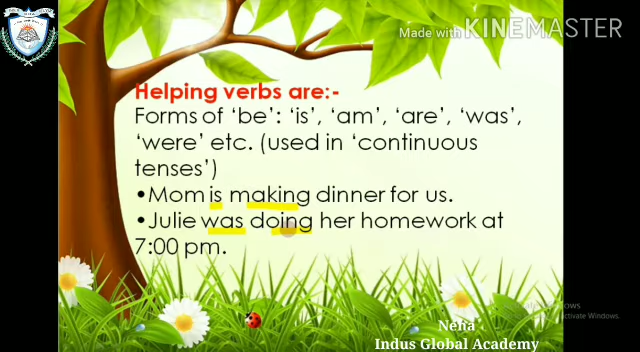 Made with KINEMASTER
Helping verbs are:-
Forms of ‘be’: ‘is’, ‘am’, ‘are’, ‘was’,
‘were’ etc. (used in ‘continuous
tenses’)
•Mom is making dinner for us.
•Julie was doing her homework at
7:00 pm.
Activate Windows.
Neha
Indus Global Academy